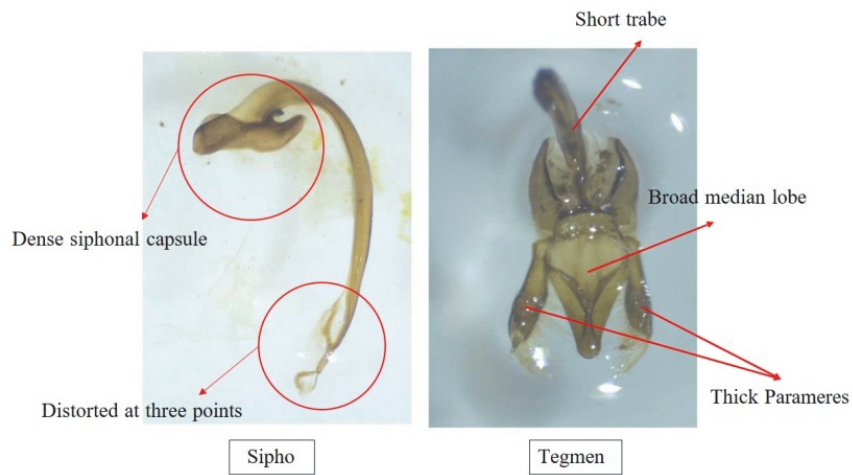 Short trabe
Broad median lobe
Dense siphonal capsule
Distorted at three points
Thick Parameres
Sipho
Tegmen